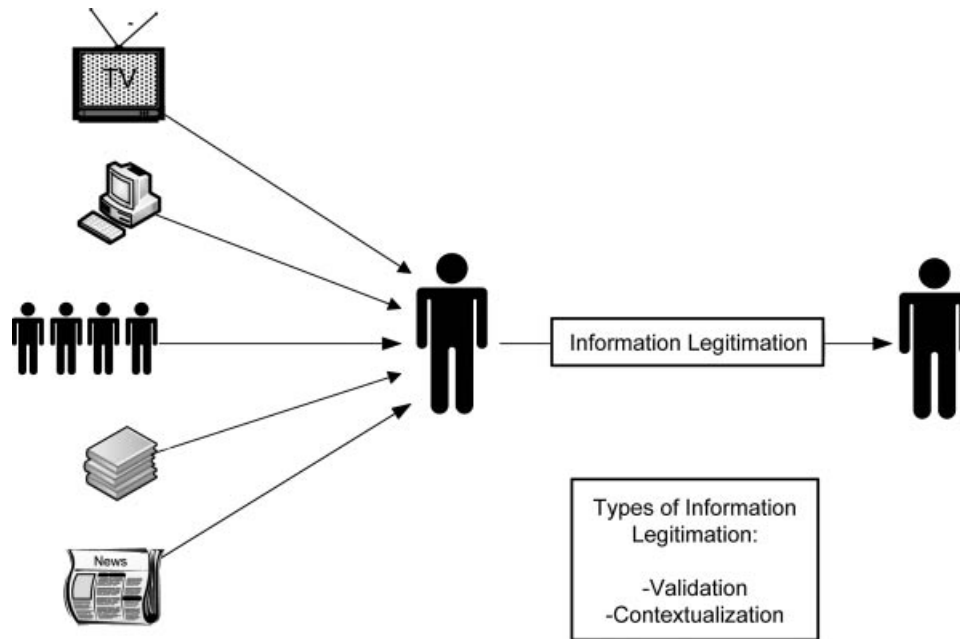 TV
Information Legitimation
News
Types of Information
Legitimation:
-Validation
-Contextualization